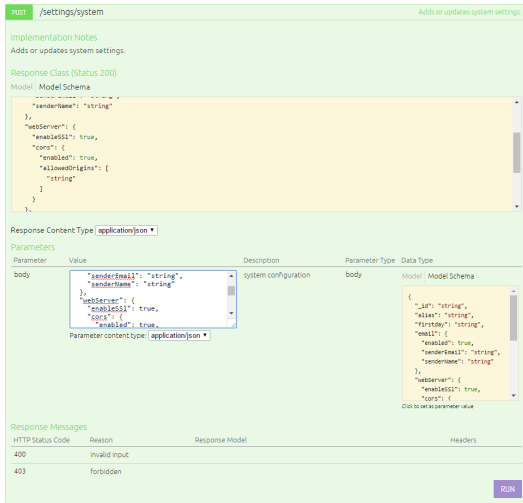 POST /settings/system Adds or updates system settings.
Implementation Notes
Adds or updates system settings.
Response Class (Status 200)
Model Model Schema
"senderName": "string"
},
"webServer": {
"enableSSl": true,
"cors": {
"enabled": true,
"allowedOrigins": [
"string"
]
}
},
Response Content Type application/json
Parameters
Parameter Value Description Parameter Type Data Type
body system configuration body Model Model Schema
"senderEmail": "string",
"senderName": "string"
},
"webServer": {
"enableSSl": true,
"cors": {
"enabled": true,
Parameter content type: application/json
{
"_id": "string",
"alias": "string",
"firstday": "string",
"email": {
"enabled": true,
"senderEmail": "string",
"senderName": "string"
},
"webServer": {
"enableSSl": true,
"cors": {
Click to set as parameter value
Response Messages
HTTP Status Code Reason Response Model Headers
400 invalid input
403 forbidden
RUN